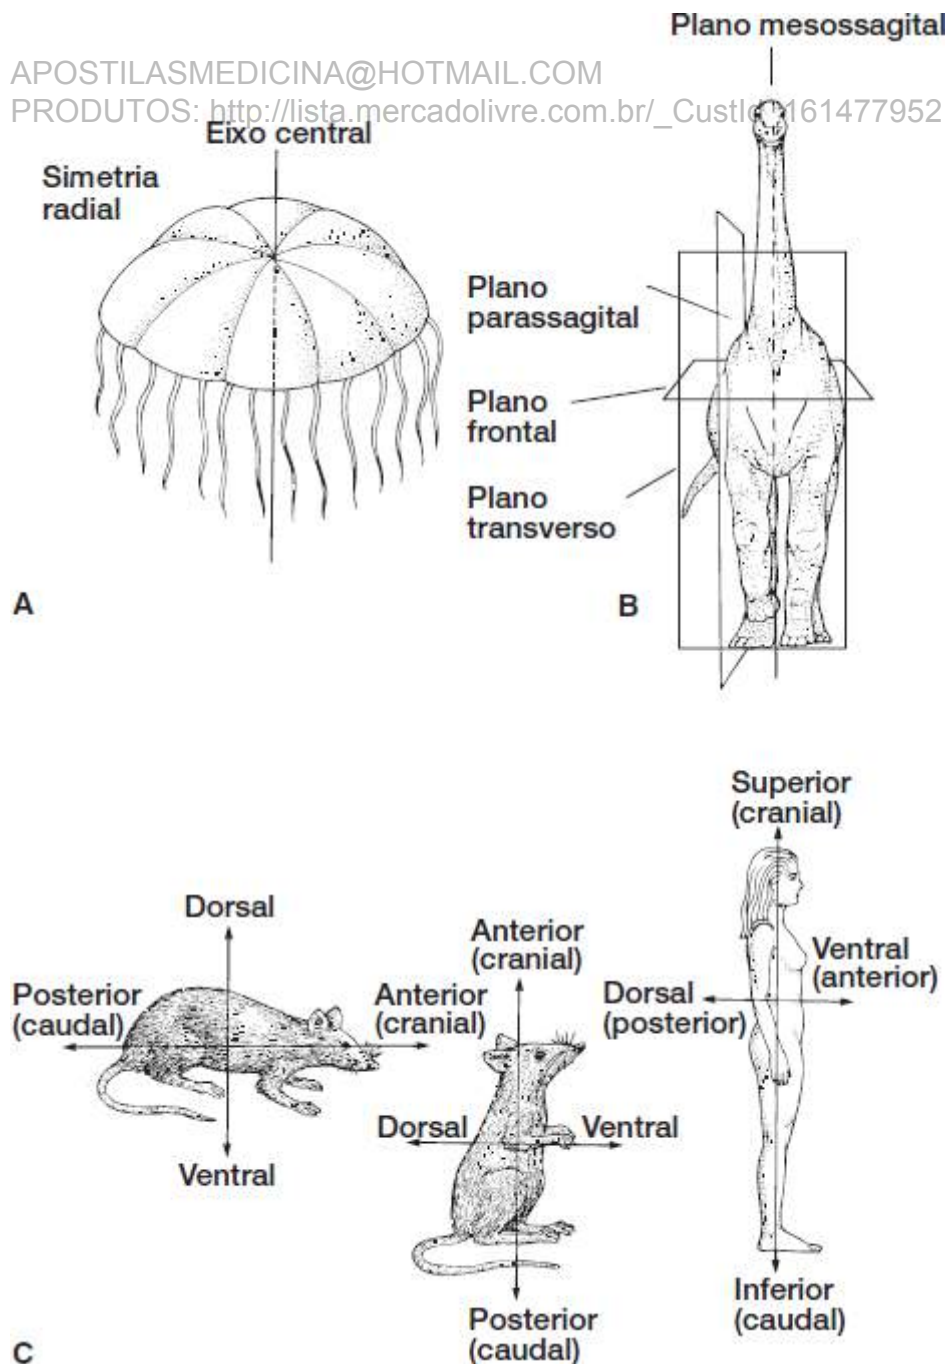 Plano mesossagital
APOSTILASMEDICINA@HOTMAIL.COM
PRODUTOS: http://lista.mercadolivre.com.br/_CustId_161477952
Eixo central
Simetria
radial
Plano
parassagital
Plano
frontal
Plano
transverso
A
B
Superior
(cranial)
Dorsal
Anterior
(cranial)
Ventral
(anterior)
Posterior
(caudal)
Anterior
(cranial)
Dorsal
(posterior)
Dorsal
Ventral
Ventral
Inferior
(caudal)
Posterior
(caudal)
C